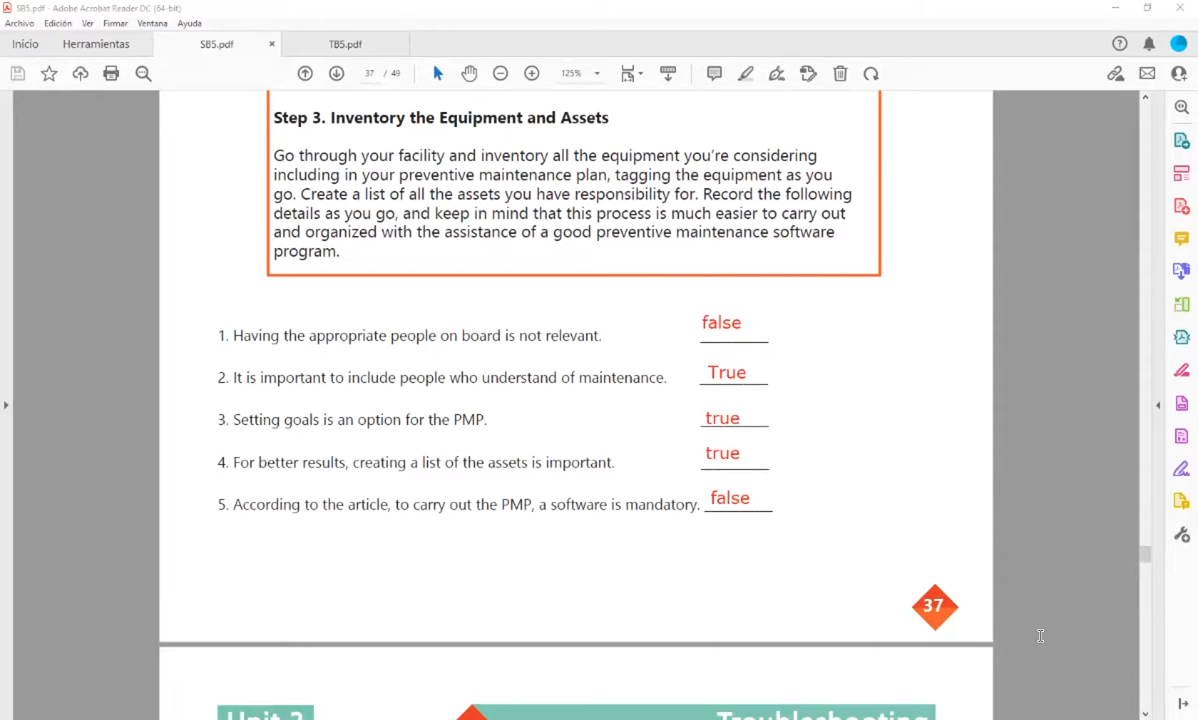 SB5.pdf - Adobe Acrobat Reader DC (64-bit)
Archivo Edición Ver Firmar Ventana Ayuda
Inicio Herramientas SB5.pdf × TB5.pdf
37 / 49 125%
Step 3. Inventory the Equipment and Assets
Go through your facility and inventory all the equipment you're considering
including in your preventive maintenance plan, tagging the equipment as you
go. Create a list of all the assets you have responsibility for. Record the following
details as you go, and keep in mind that this process is much easier to carry out
and organized with the assistance of a good preventive maintenance software
program.
1. Having the appropriate people on board is not relevant. false
2. It is important to include people who understand of maintenance. True
3. Setting goals is an option for the PMP. true
4. For better results, creating a list of the assets is important. true
5. According to the article, to carry out the PMP, a software is mandatory. false
37
Unit 3 Troubleshooting